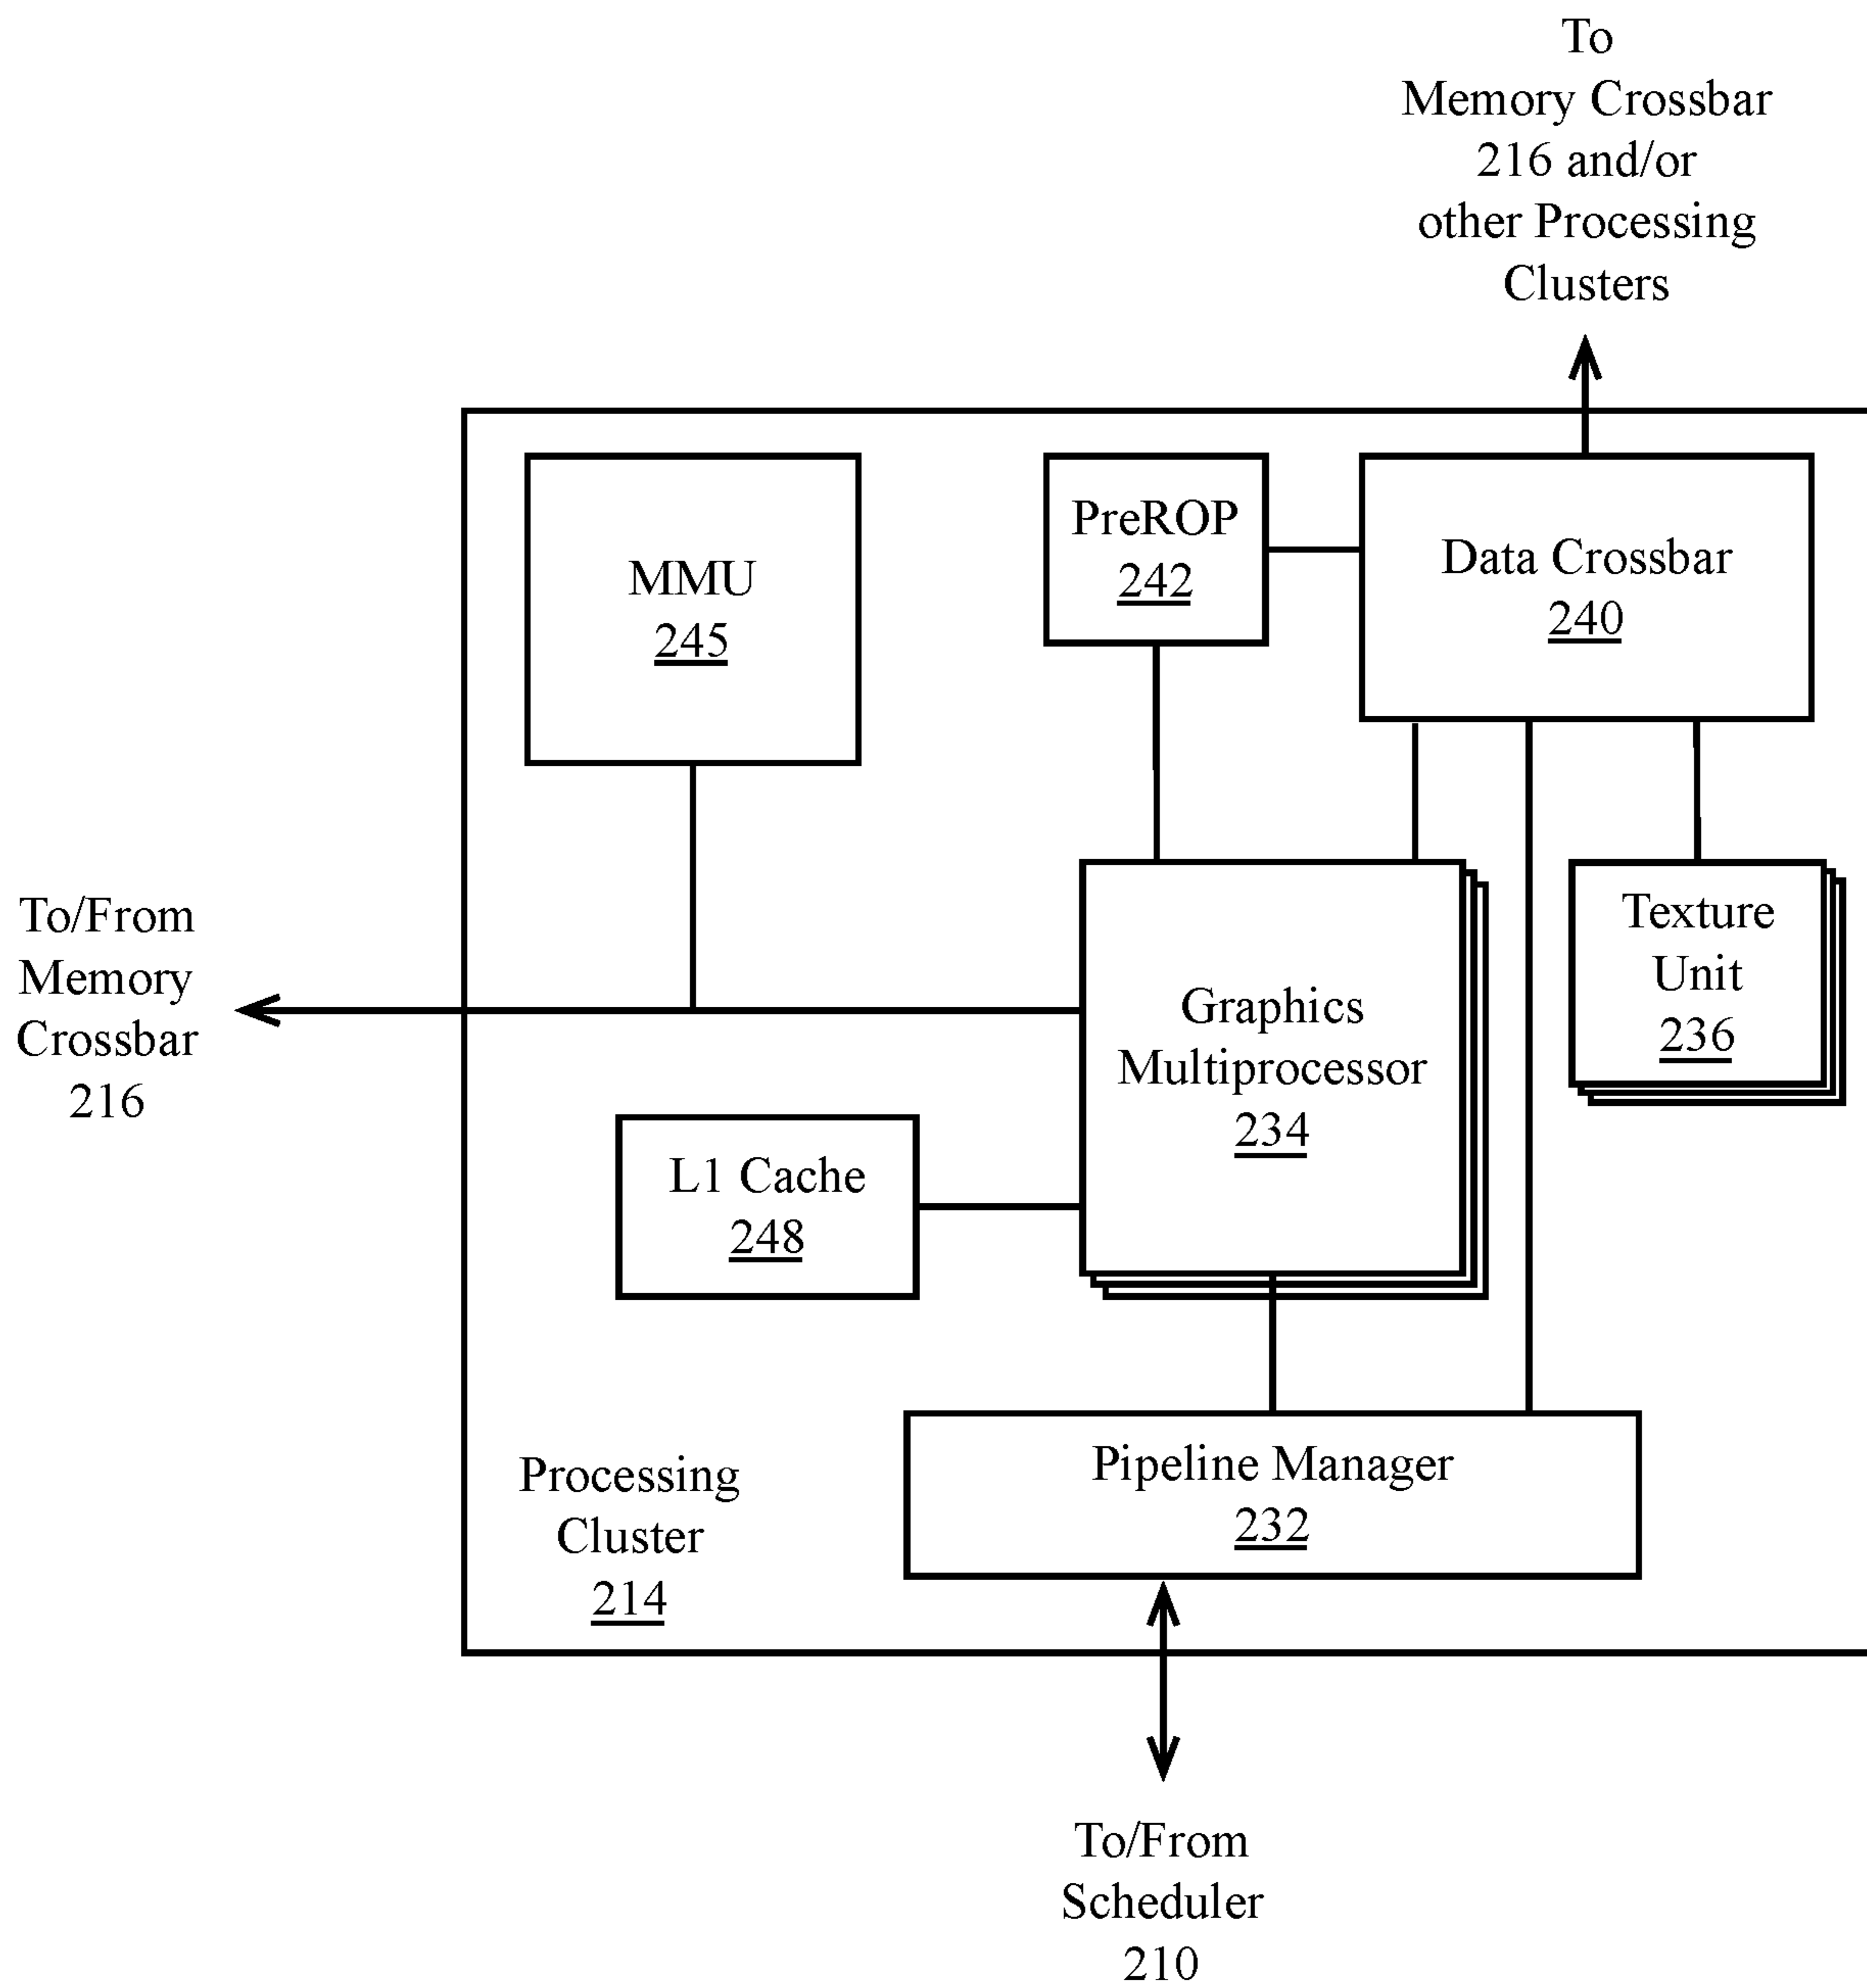 To
Memory Crossbar
216 and/or
other Processing
Clusters
MMU
245
PreROP
242
Data Crossbar
240
To/From
Memory
Crossbar
216
Graphics
Multiprocessor
234
Texture
Unit
236
L1 Cache
248
Pipeline Manager
232
Processing
Cluster
214
To/From
Scheduler
210